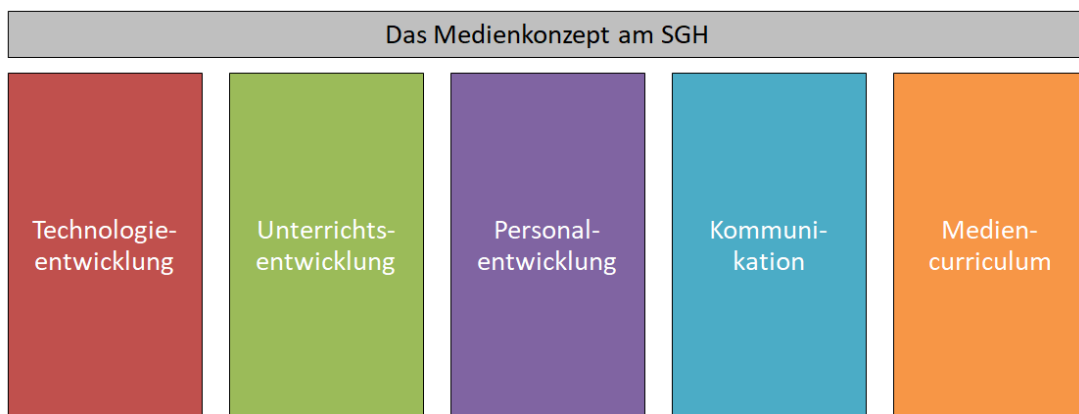 Das Medienkonzept am SGH
Technologie-
entwicklung
Unterrichts-
entwicklung
Personal-
entwicklung
Kommuni-
kation
Medien-
curriculum